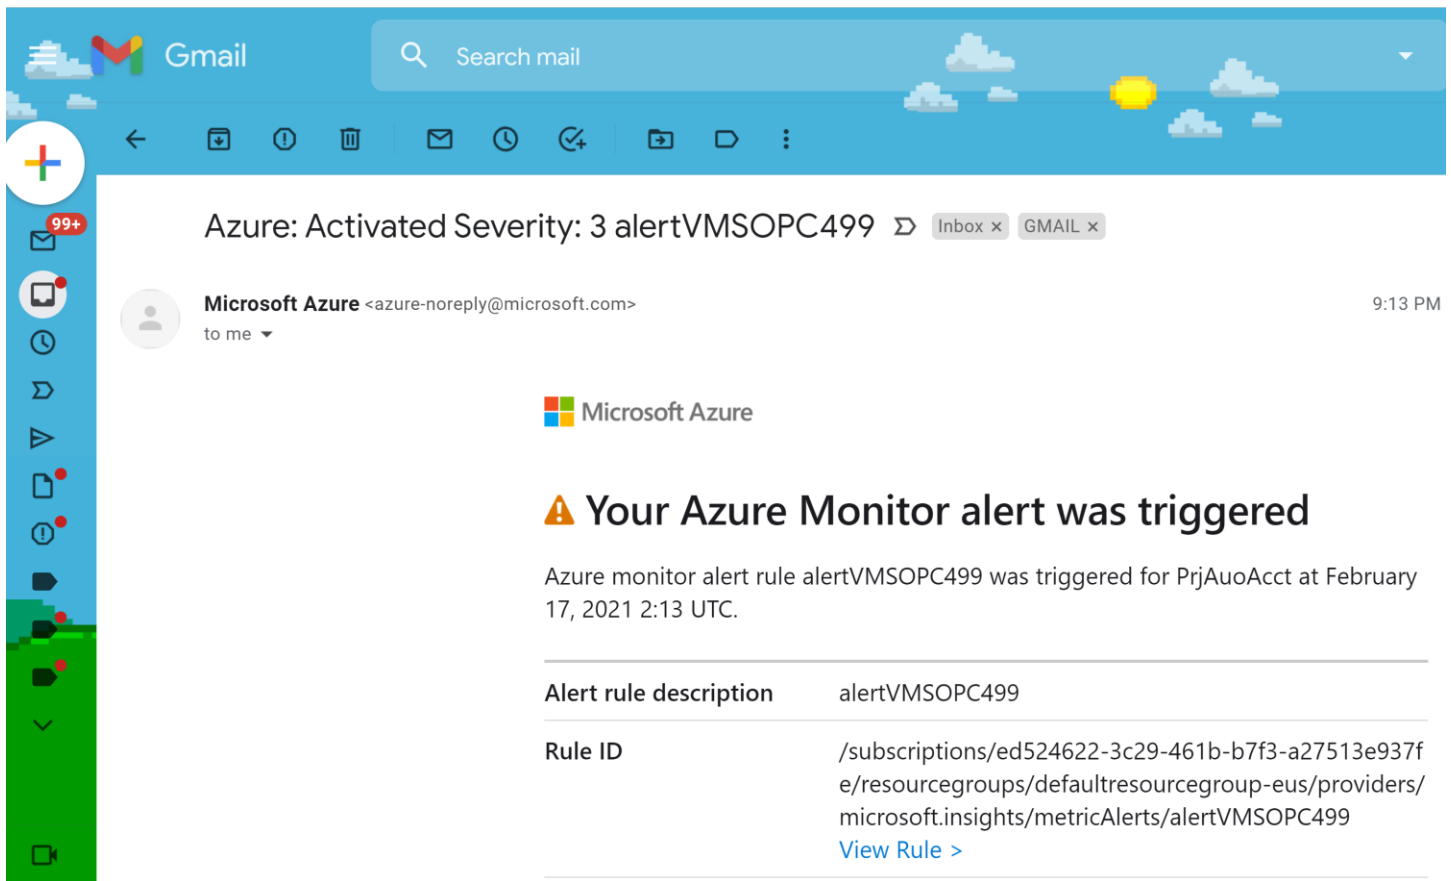 Gmail
Search mail
99+
Azure: Activated Severity: 3 alertVMSOPC499 Inbox × GMAIL ×
Microsoft Azure <azure-noreply@microsoft.com> 9:13 PM
to me
Microsoft Azure
Your Azure Monitor alert was triggered
Azure monitor alert rule alertVMSOPC499 was triggered for PrjAuoAcct at February
17, 2021 2:13 UTC.
Alert rule description alertVMSOPC499
Rule ID /subscriptions/ed524622-3c29-461b-b7f3-a27513e937f
e/resourcegroups/defaultresourcegroup-eus/providers/
microsoft.insights/metricAlerts/alertVMSOPC499
View Rule >